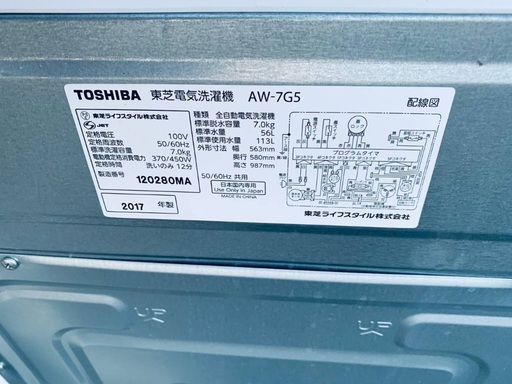 TOSHIBA 東芝電気洗濯機 AW-7G5 配線図
東芝ライフスタイル株式会社
JET
定格電圧 100V
定格周波数 50/60Hz
標準洗濯容量 7.0kg
電動機定格消費電力 370/450W
定格時間 洗いのみ 12分
製造番号 120280MA
2017 年製
種類 全自動電気洗濯機
標準脱水容量 7.0kg
標準水量 56L
標準使用水量 113L
外形寸法 幅 563mm
奥行 580mm
高さ 987mm
50/60Hz 共用
日本国内専用
Use Only in Japan
MADE IN CHINA
プログラムタイマ
東芝ライフスタイル株式会社
UP
UP